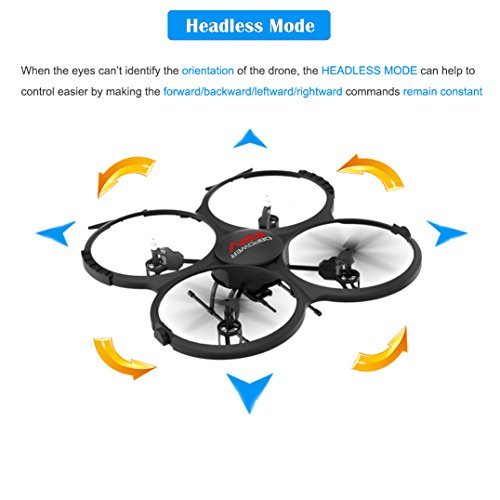 Headless Mode
When the eyes can't identify the orientation of the drone, the HEADLESS MODE can help to
control easier by making the forward/backward/leftward/rightward commands remain constant
DBPOWER